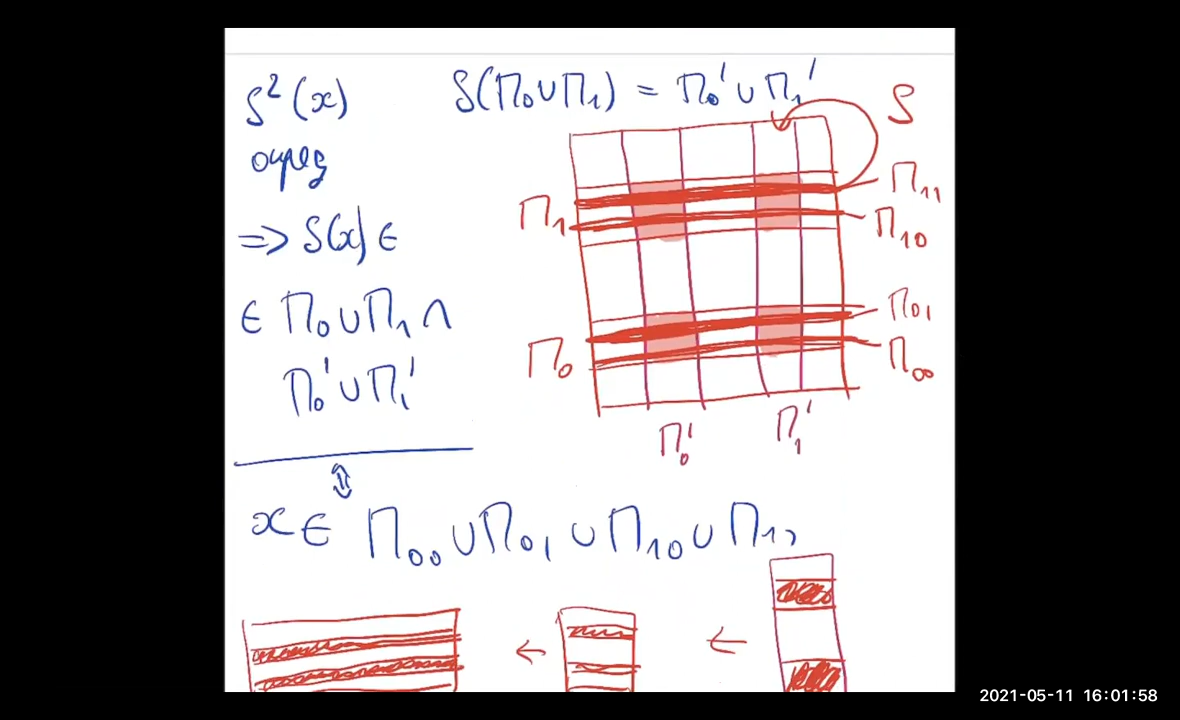 S²(x)
опред
=> S(x) ∈
∈ Π₀∪Π₁ ∩
Π₀'∪Π₁'
⇕
S(Π₀∪Π₁) = Π₀'∪Π₁'
S
Π₁
Π₁₁
Π₁₀
Π₀
Π₀₁
Π₀₀
Π₀'
Π₁'
x ∈ Π₀₀∪Π₀₁∪Π₁₀∪Π₁₁
←
←
2021-05-11 16:01:58